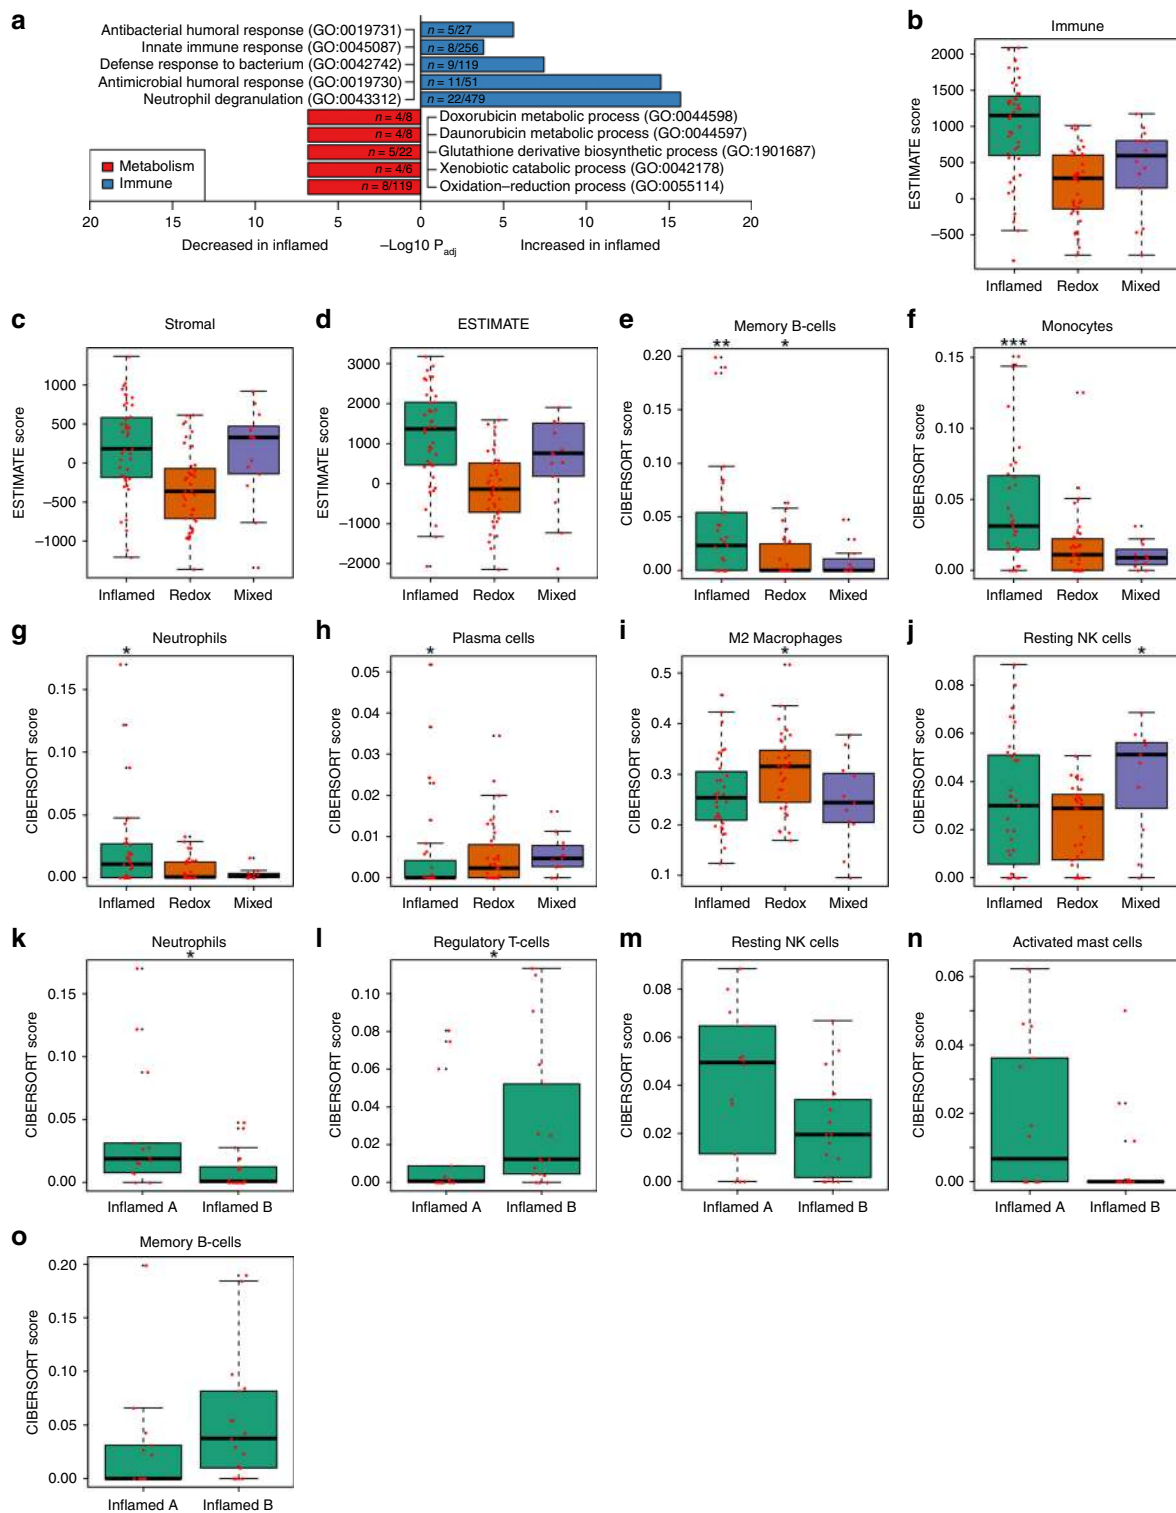 a
Antibacterial humoral response (GO:0019731)
n = 5/27
Innate immune response (GO:0045087)
n = 8/256
Defense response to bacterium (GO:0042742)
n = 9/119
Antimicrobial humoral response (GO:0019730)
n = 11/51
Neutrophil degranulation (GO:0043312)
n = 22/479
n = 4/8
Doxorubicin metabolic process (GO:0044598)
n = 4/8
Daunorubicin metabolic process (GO:0044597)
n = 5/22
Glutathione derivative biosynthetic process (GO:1901687)
n = 4/6
Xenobiotic catabolic process (GO:0042178)
n = 8/119
Oxidation–reduction process (GO:0055114)
Metabolism
Immune
20 15 10 5 0 5 10 15 20
Decreased in inflamed –Log10 Padj Increased in inflamed
b
Immune
ESTIMATE score
2000
1500
1000
500
0
–500
Inflamed Redox Mixed
c
Stromal
ESTIMATE score
1000
500
0
–500
–1000
Inflamed Redox Mixed
d
ESTIMATE
ESTIMATE score
3000
2000
1000
0
–1000
–2000
Inflamed Redox Mixed
e
Memory B-cells
** *
CIBERSORT score
0.20
0.15
0.10
0.05
0.00
Inflamed Redox Mixed
f
Monocytes
***
CIBERSORT score
0.15
0.10
0.05
0.00
Inflamed Redox Mixed
g
Neutrophils
*
CIBERSORT score
0.15
0.10
0.05
0.00
Inflamed Redox Mixed
h
Plasma cells
*
CIBERSORT score
0.05
0.04
0.03
0.002
0.001
0.00
Inflamed Redox Mixed
i
M2 Macrophages
*
CIBERSORT score
0.5
0.4
0.3
0.2
0.1
Inflamed Redox Mixed
j
Resting NK cells
*
CIBERSORT score
0.08
0.06
0.04
0.02
0.00
Inflamed Redox Mixed
k
Neutrophils
*
CIBERSORT score
0.15
0.10
0.05
0.00
Inflamed A Inflamed B
l
Regulatory T-cells
*
CIBERSORT score
0.10
0.08
0.06
0.04
0.02
0.00
Inflamed A Inflamed B
m
Resting NK cells
CIBERSORT score
0.08
0.06
0.04
0.02
0.00
Inflamed A Inflamed B
n
Activated mast cells
CIBERSORT score
0.06
0.04
0.02
0.00
Inflamed A Inflamed B
o
Memory B-cells
CIBERSORT score
0.20
0.15
0.10
0.05
0.00
Inflamed A Inflamed B